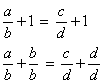 a/b + 1 = c/d + 1
a/b + b/b = c/d + d/d